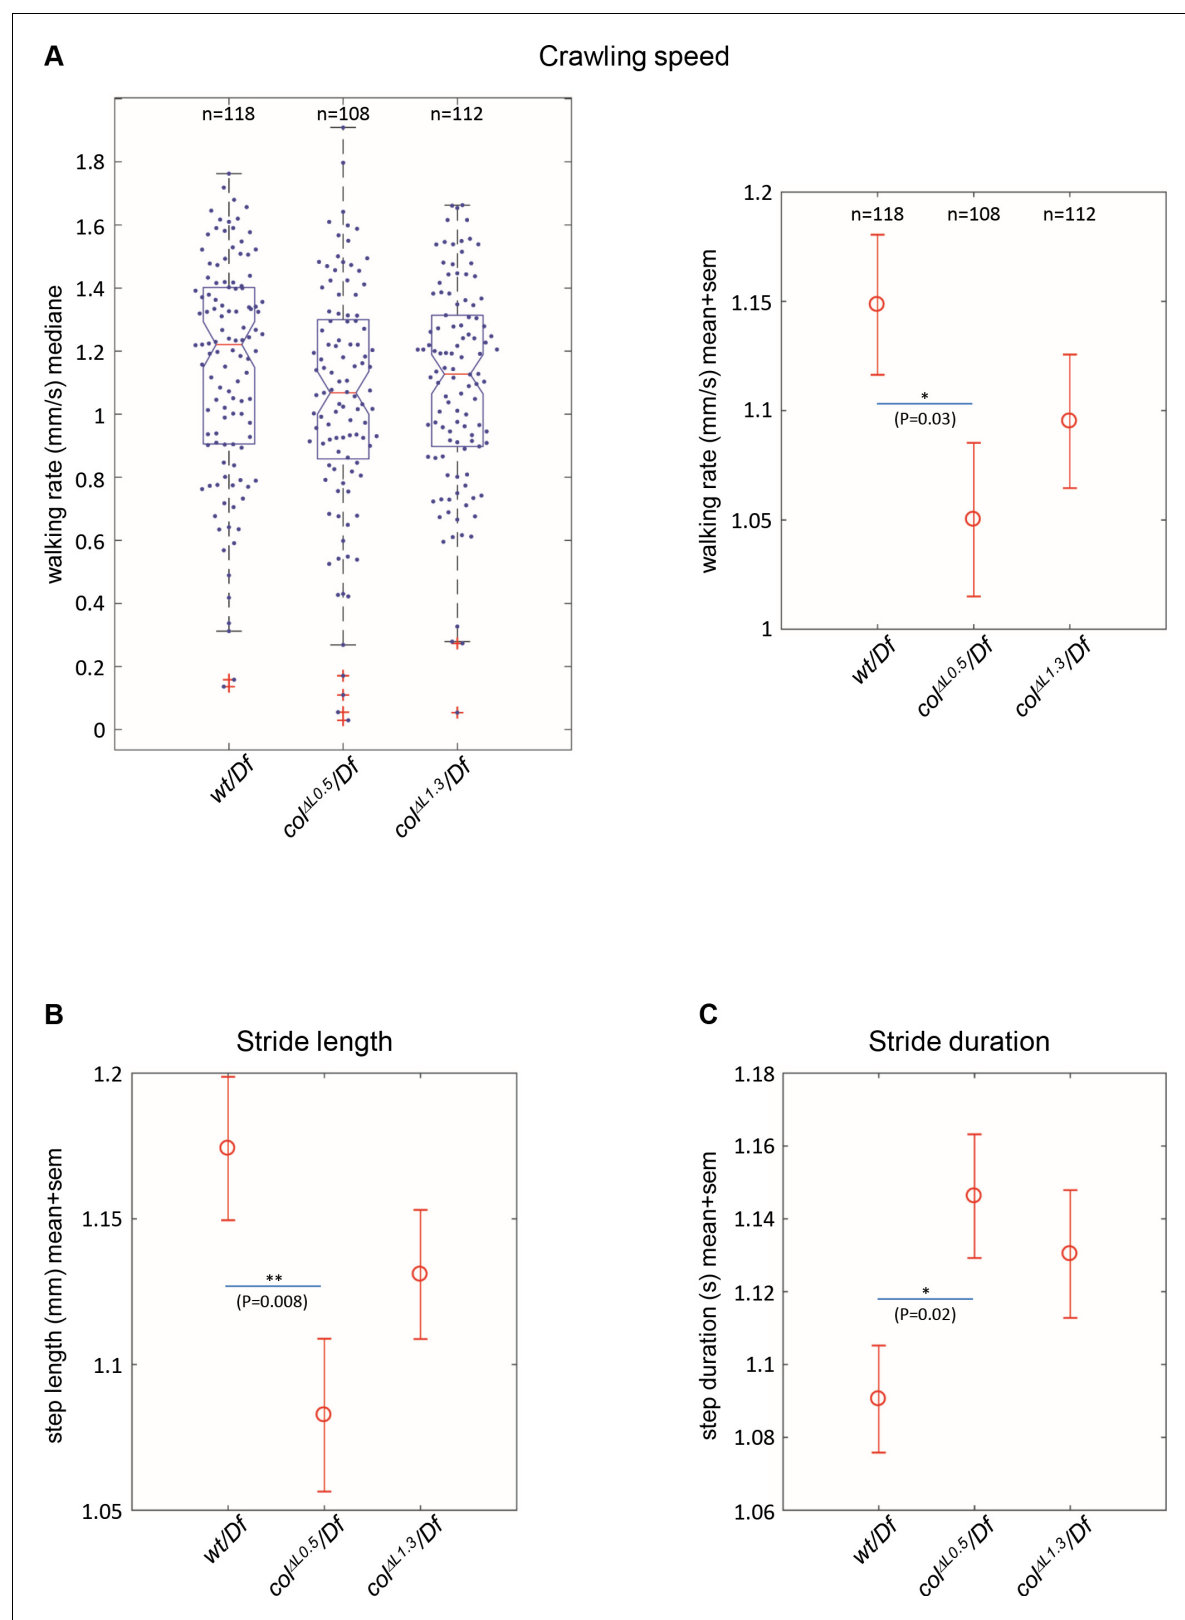 A
Crawling speed
n=118 n=108 n=112
1.8
1.6
1.4
1.2
1
0.8
0.6
0.4
0.2
0
walking rate (mm/s) mediane
wt/Df
col^ΔL0.5/Df
col^ΔL1.3/Df
1.2
1.15
1.1
1.05
1
walking rate (mm/s) mean+sem
n=118 n=108 n=112
*
(P=0.03)
wt/Df
col^ΔL0.5/Df
col^ΔL1.3/Df
B
Stride length
1.2
1.15
1.1
1.05
step length (mm) mean+sem
**
(P=0.008)
wt/Df
col^ΔL0.5/Df
col^ΔL1.3/Df
C
Stride duration
1.18
1.16
1.14
1.12
1.1
1.08
1.06
step duration (s) mean+sem
*
(P=0.02)
wt/Df
col^ΔL0.5/Df
col^ΔL1.3/Df